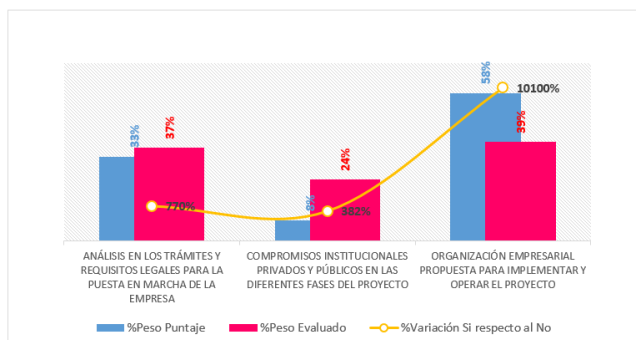 58%
10100%
33%
37%
39%
24%
8%
770%
382%
ANÁLISIS EN LOS TRÁMITES Y
REQUISITOS LEGALES PARA LA
PUESTA EN MARCHA DE LA
EMPRESA
COMPROMISOS INSTITUCIONALES
PRIVADOS Y PÚBLICOS EN LAS
DIFERENTES FASES DEL PROYECTO
ORGANIZACIÓN EMPRESARIAL
PROPUESTA PARA IMPLEMENTAR Y
OPERAR EL PROYECTO
%Peso Puntaje
%Peso Evaluado
%Variación Si respecto al No